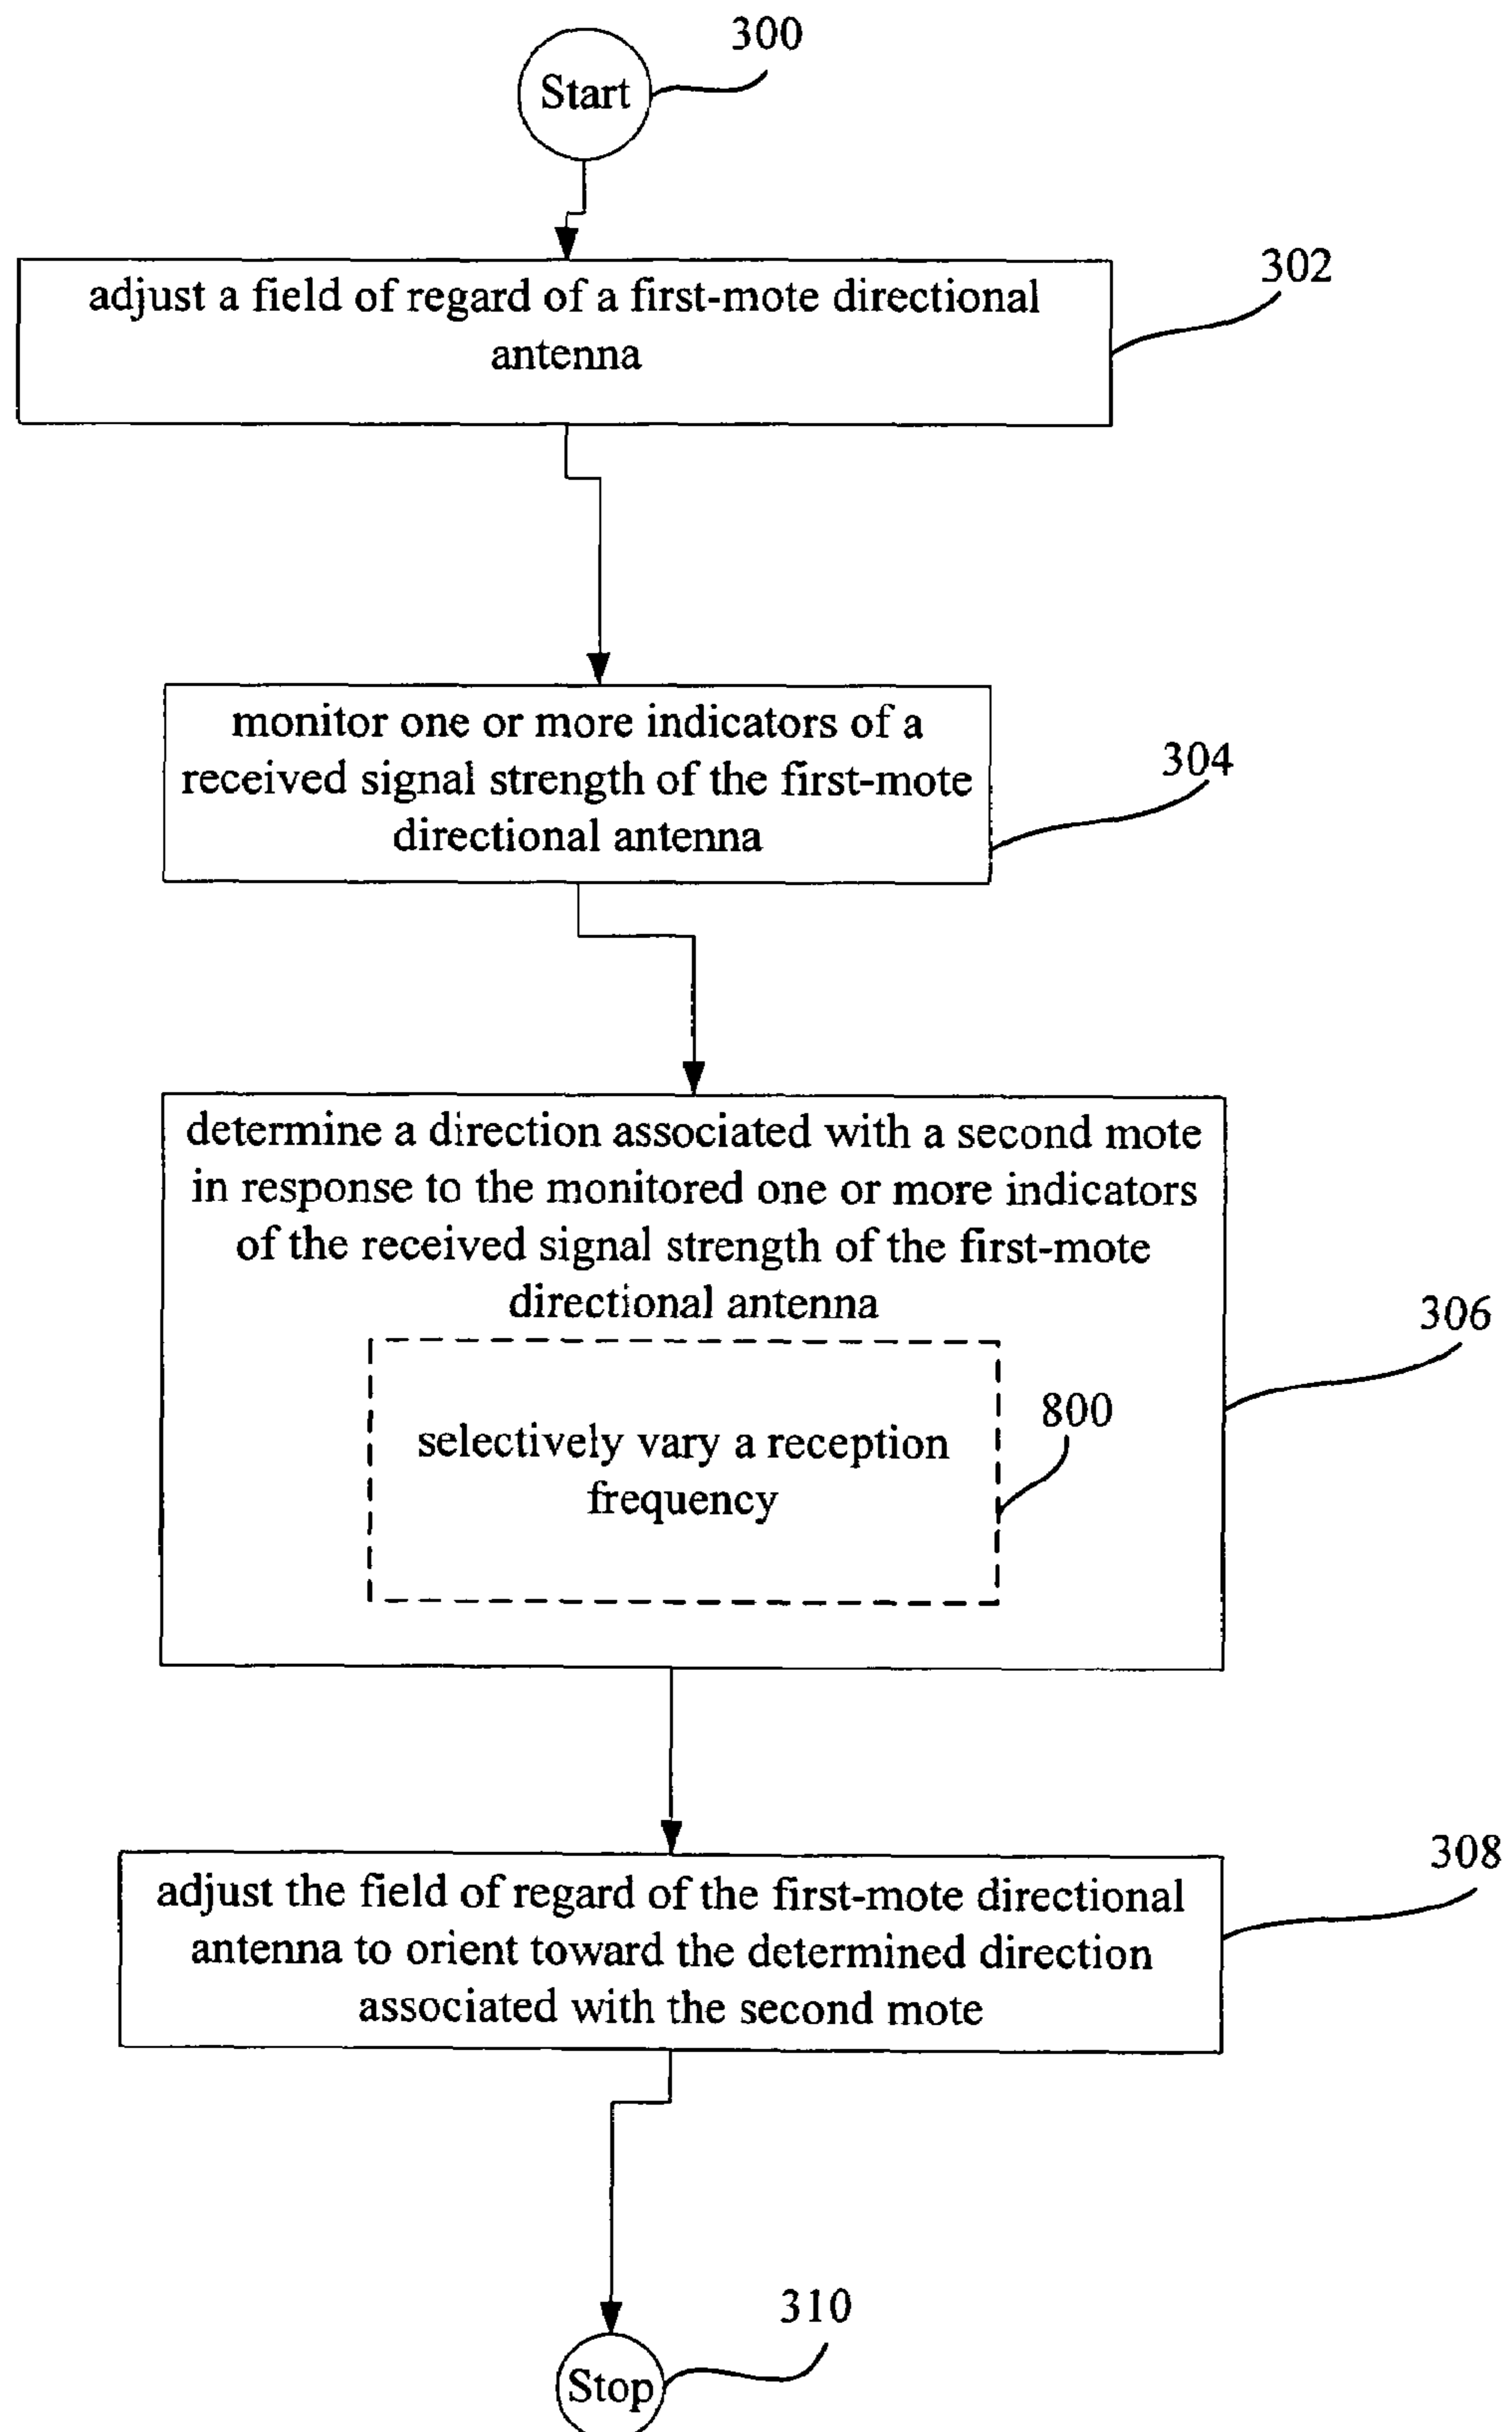 300
Start
302
adjust a field of regard of a first-mote directional
antenna
monitor one or more indicators of a
received signal strength of the first-mote
directional antenna
304
determine a direction associated with a second mote
in response to the monitored one or more indicators
of the received signal strength of the first-mote
directional antenna
306
800
selectively vary a reception
frequency
308
adjust the field of regard of the first-mote directional
antenna to orient toward the determined direction
associated with the second mote
310
Stop